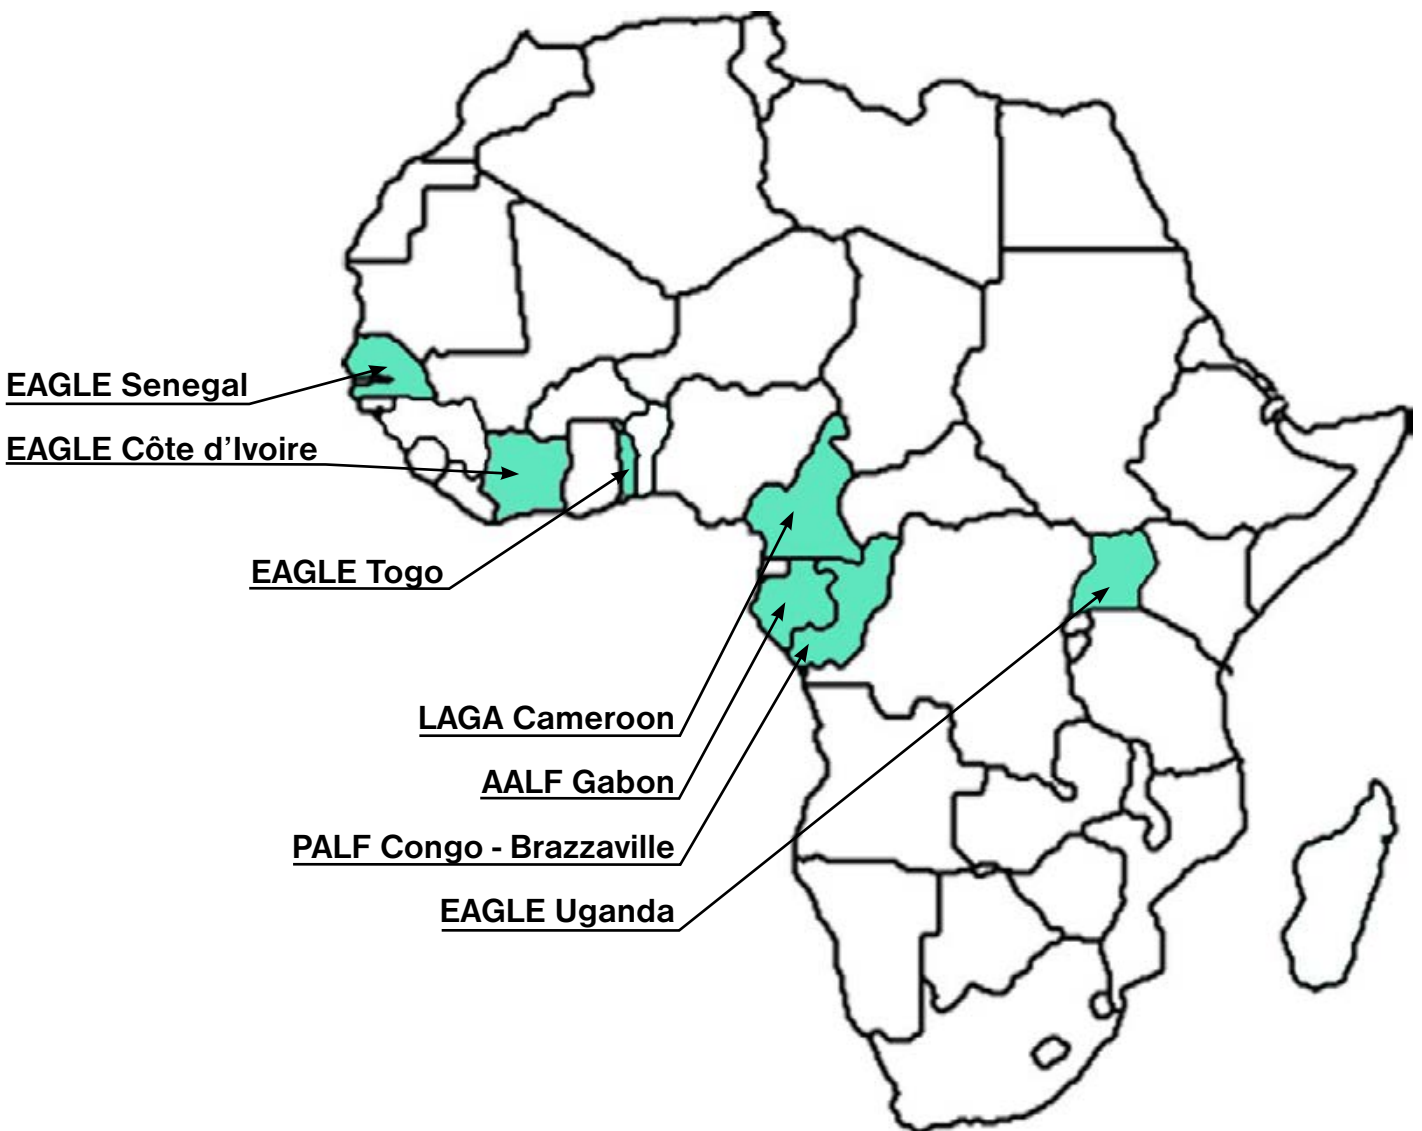 EAGLE Senegal
EAGLE Côte d’Ivoire
EAGLE Togo
LAGA Cameroon
AALF Gabon
PALF Congo - Brazzaville
EAGLE Uganda